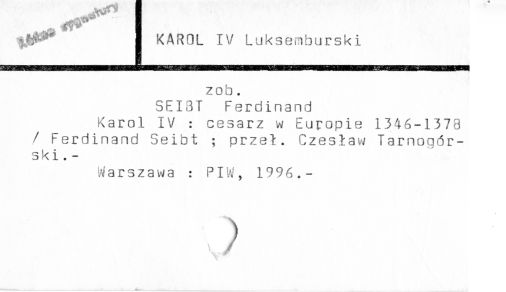 Różne sygnatury
KAROL IV Luksemburski
zob.
SEIBT Ferdinand
Karol IV : cesarz w Europie 1346-1378
/ Ferdinand Seibt ; przeł. Czesław Tarnogór-
ski.-
Warszawa : PIW, 1996.-